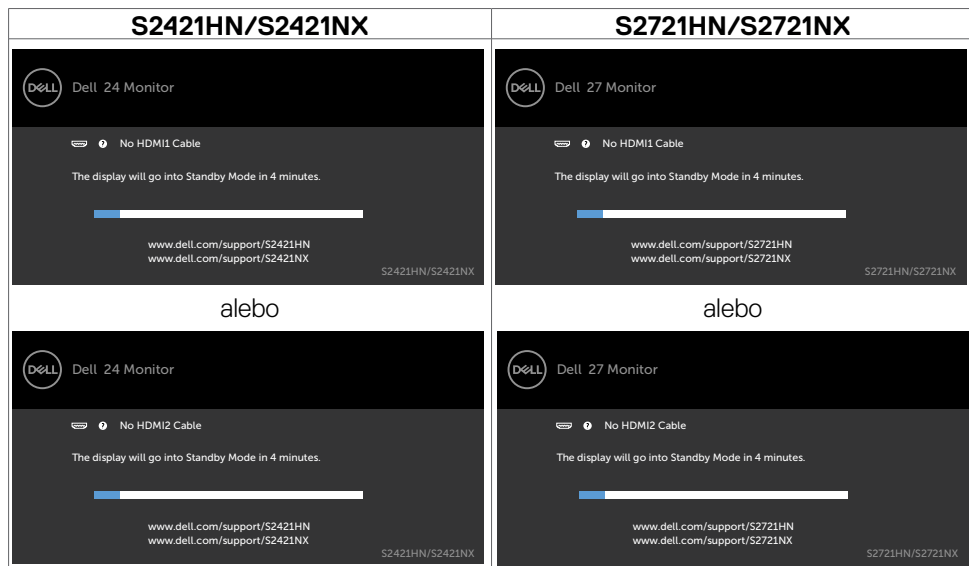 S2421HN/S2421NX
S2721HN/S2721NX
DELL
Dell 24 Monitor
No HDMI1 Cable
The display will go into Standby Mode in 4 minutes.
www.dell.com/support/S2421HN
www.dell.com/support/S2421NX
S2421HN/S2421NX
DELL
Dell 27 Monitor
No HDMI1 Cable
The display will go into Standby Mode in 4 minutes.
www.dell.com/support/S2721HN
www.dell.com/support/S2721NX
S2721HN/S2721NX
alebo
alebo
DELL
Dell 24 Monitor
No HDMI2 Cable
The display will go into Standby Mode in 4 minutes.
www.dell.com/support/S2421HN
www.dell.com/support/S2421NX
S2421HN/S2421NX
DELL
Dell 27 Monitor
No HDMI2 Cable
The display will go into Standby Mode in 4 minutes.
www.dell.com/support/S2721HN
www.dell.com/support/S2721NX
S2721HN/S2721NX